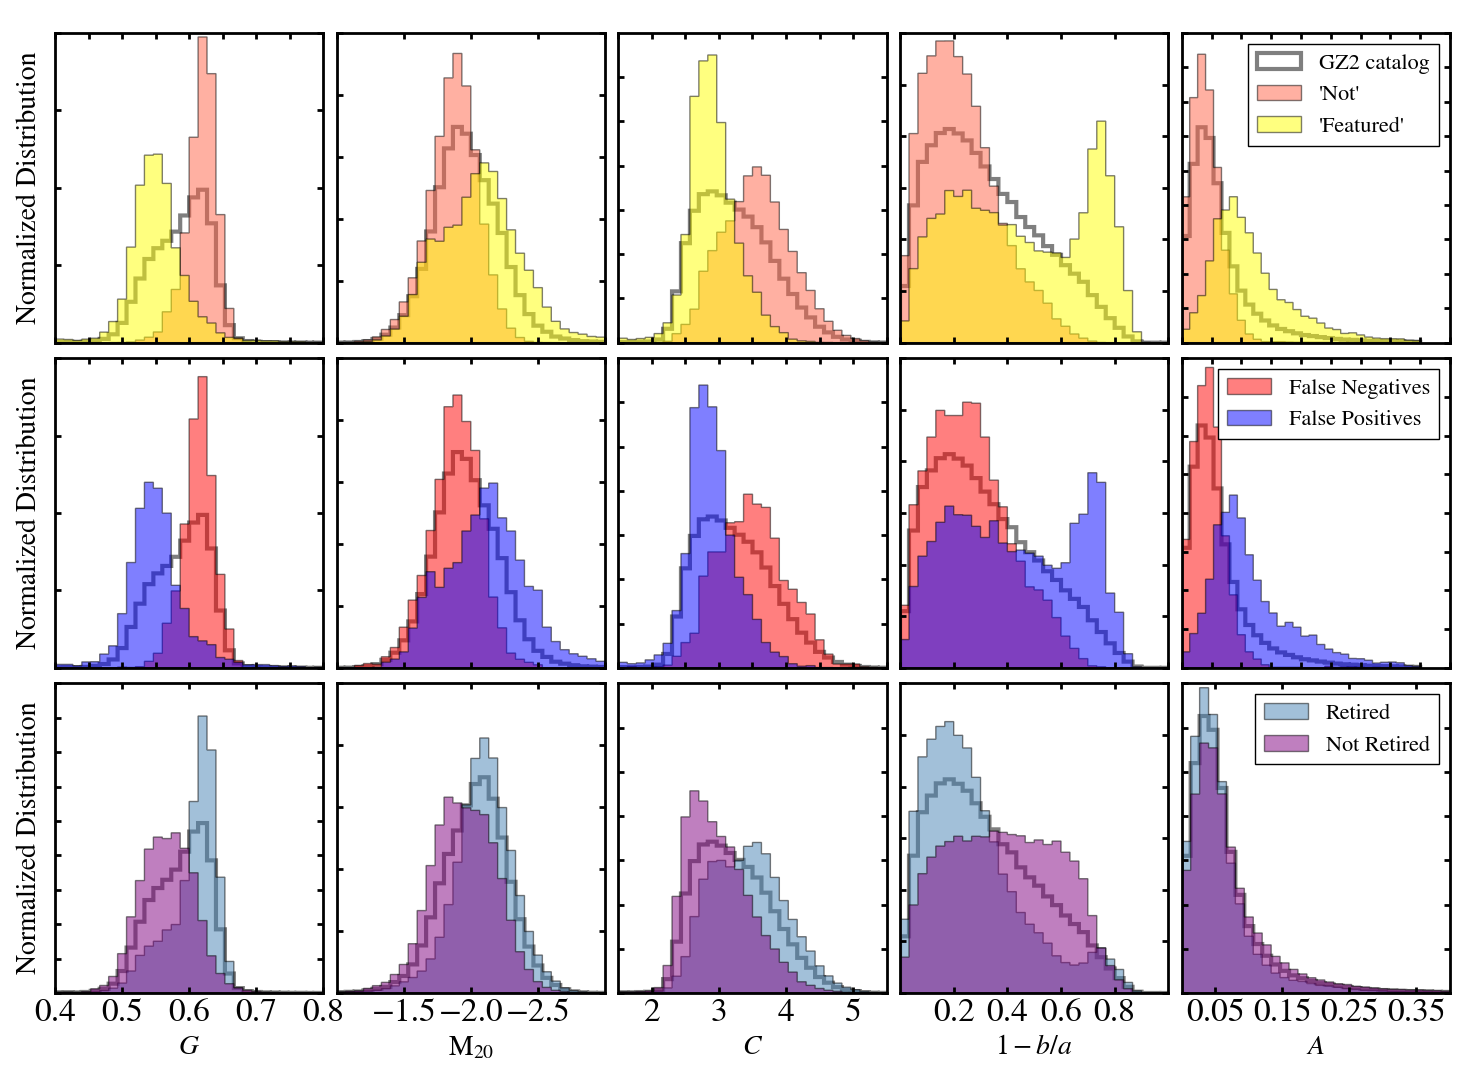 Normalized Distribution
GZ2 catalog
'Not'
'Featured'
Normalized Distribution
False Negatives
False Positives
Normalized Distribution
Retired
Not Retired
0.4 0.5 0.6 0.7 0.8
−1.5 −2.0 −2.5
2 3 4 5
0.2 0.4 0.6 0.8
0.05 0.15 0.25 0.35
G
M₂₀
C
1 − b/a
A